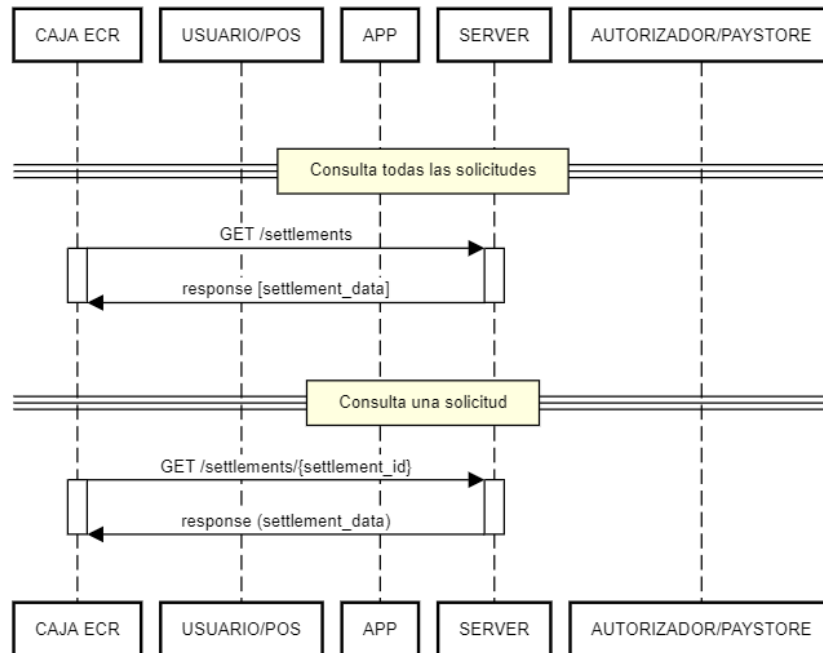 CAJA ECR
USUARIO/POS
APP
SERVER
AUTORIZADOR/PAYSTORE
Consulta todas las solicitudes
GET /settlements
response [settlement_data]
Consulta una solicitud
GET /settlements/{settlement_id}
response (settlement_data)
CAJA ECR
USUARIO/POS
APP
SERVER
AUTORIZADOR/PAYSTORE